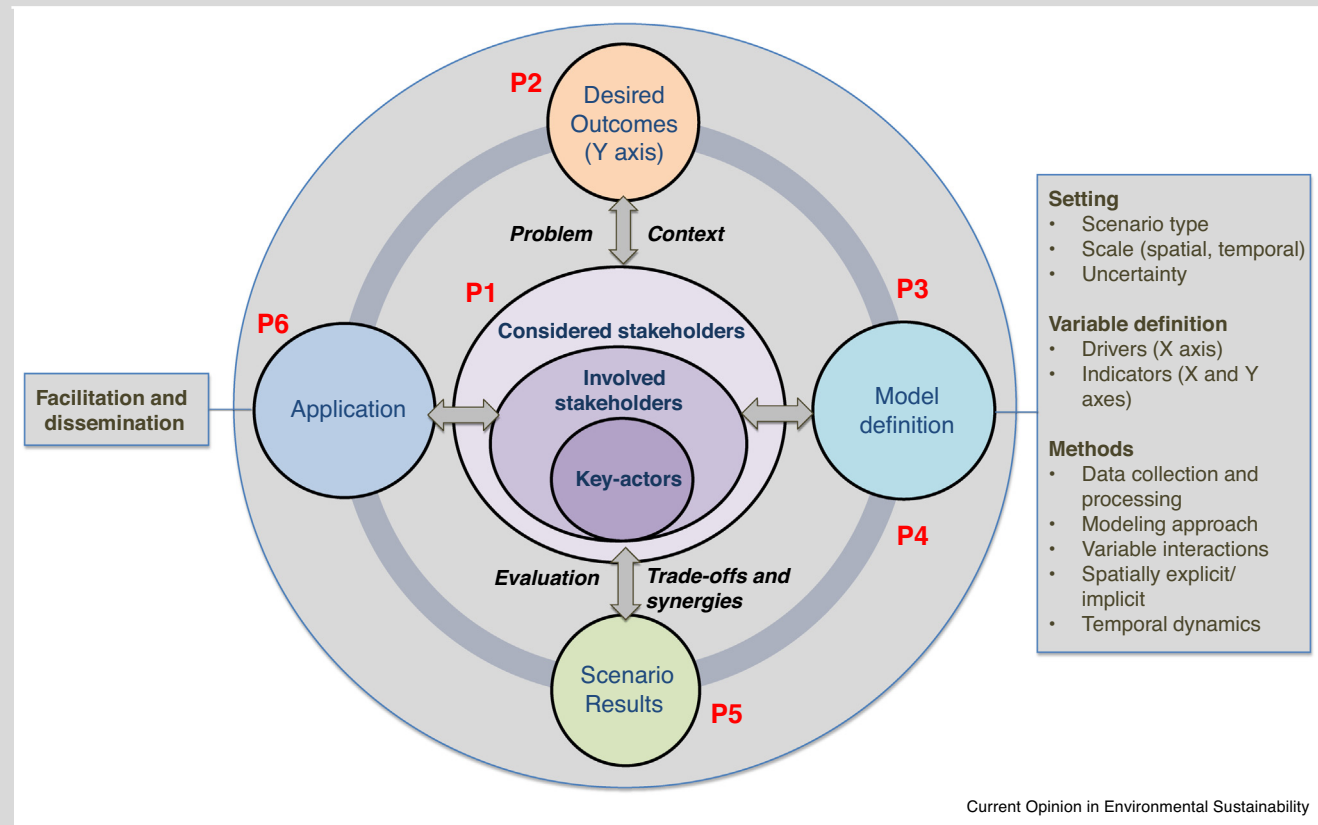 P2
Desired
Outcomes
(Y axis)
Problem
Context
P1
Considered stakeholders
Involved
stakeholders
Key-actors
P3
Model
definition
P4
P6
Application
Facilitation and
dissemination
Evaluation
Trade-offs and
synergies
Scenario
Results
P5
Setting
• Scenario type
• Scale (spatial, temporal)
• Uncertainty
Variable definition
• Drivers (X axis)
• Indicators (X and Y
axes)
Methods
• Data collection and
processing
• Modeling approach
• Variable interactions
• Spatially explicit/
implicit
• Temporal dynamics
Current Opinion in Environmental Sustainability